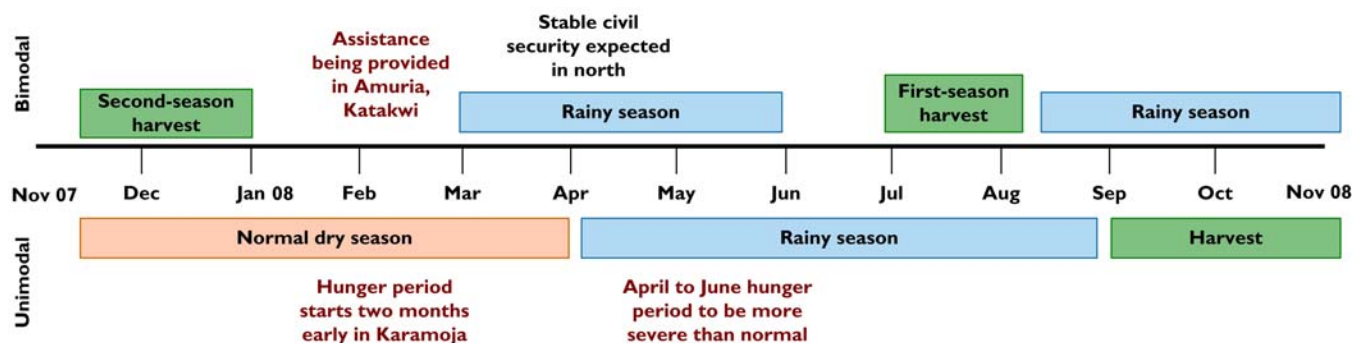 Bimodal
Assistance
being provided
in Amuria,
Katakwi
Stable civil
security expected
in north
Second-season
harvest
Rainy season
First-season
harvest
Rainy season
Nov 07 Dec Jan 08 Feb Mar Apr May Jun Jul Aug Sep Oct Nov 08
Unimodal
Normal dry season
Rainy season
Harvest
Hunger period
starts two months
early in Karamoja
April to June hunger
period to be more
severe than normal